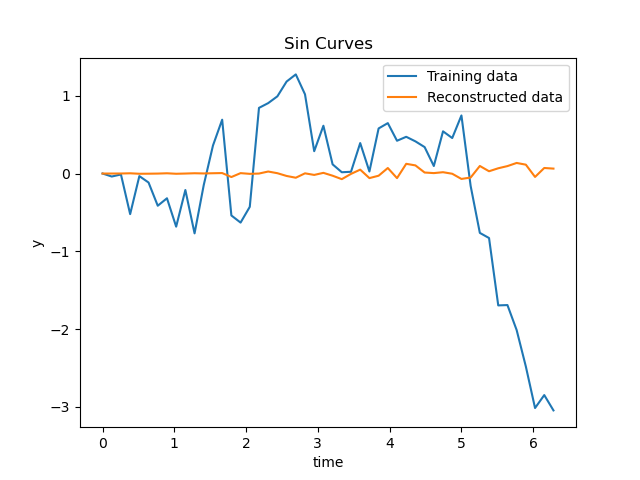 Sin Curves
Training data
Reconstructed data
1
0
−1
−2
−3
y
0 1 2 3 4 5 6
time